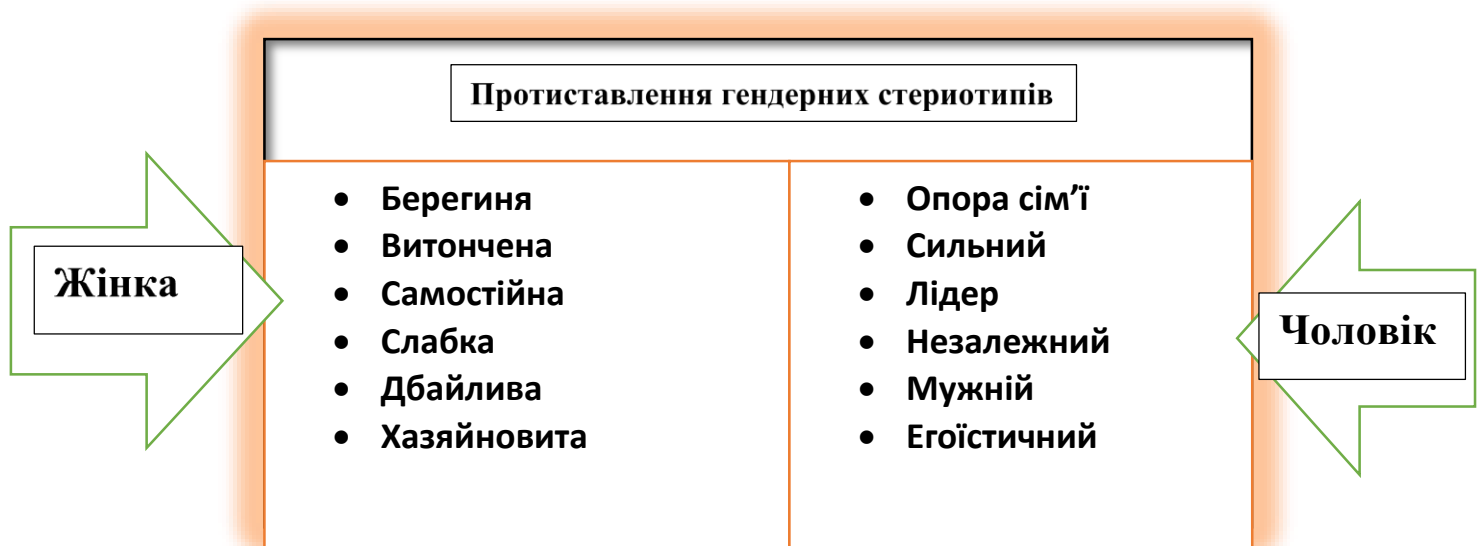 Протиставлення гендерних стериотипів
Жінка
• Берегиня
• Витончена
• Самостійна
• Слабка
• Дбайлива
• Хазяйновита
• Опора сім’ї
• Сильний
• Лідер
• Незалежний
• Мужній
• Егоїстичний
Чоловік